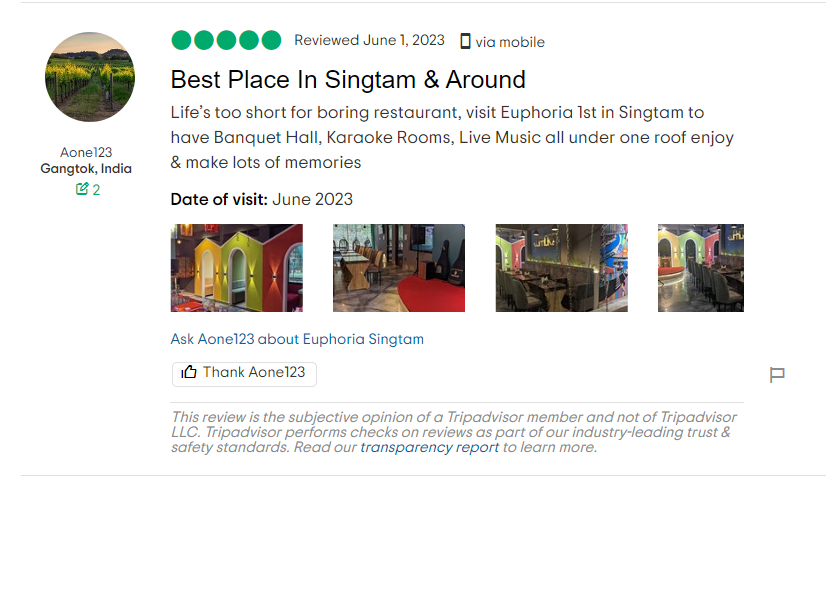 Reviewed June 1, 2023 via mobile
Best Place In Singtam & Around
Life's too short for boring restaurant, visit Euphoria 1st in Singtam to
have Banquet Hall, Karaoke Rooms, Live Music all under one roof enjoy
& make lots of memories
Aone123
Gangtok, India
2
Date of visit: June 2023
Ask Aone123 about Euphoria Singtam
Thank Aone123
This review is the subjective opinion of a Tripadvisor member and not of Tripadvisor
LLC. Tripadvisor performs checks on reviews as part of our industry-leading trust &
safety standards. Read our transparency report to learn more.